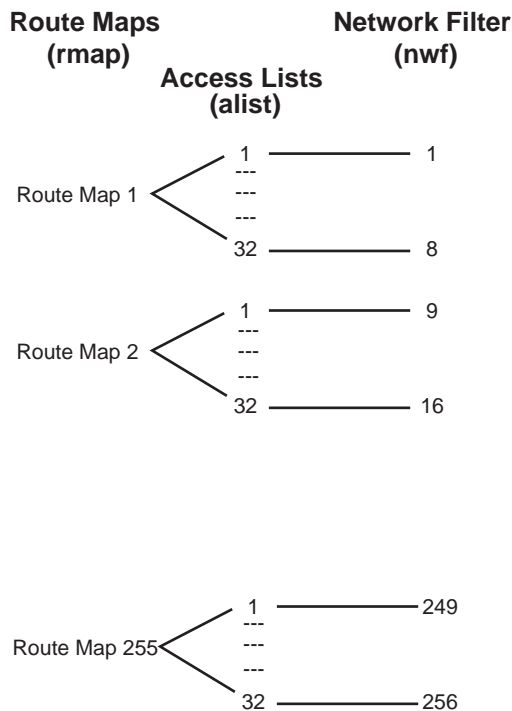 Route Maps
(rmap)
Network Filter
(nwf)
Access Lists
(alist)
1 1
---
Route Map 1 ---
---
32 8
1 9
---
Route Map 2 ---
---
32 16
1 249
---
Route Map 255 ---
---
32 256